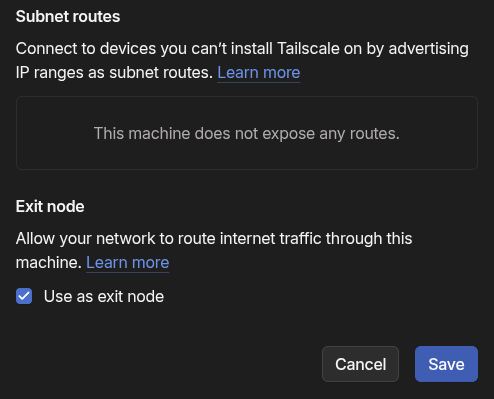 Subnet routes
Connect to devices you can’t install Tailscale on by advertising
IP ranges as subnet routes. Learn more
This machine does not expose any routes.
Exit node
Allow your network to route internet traffic through this
machine. Learn more
Use as exit node
Cancel Save